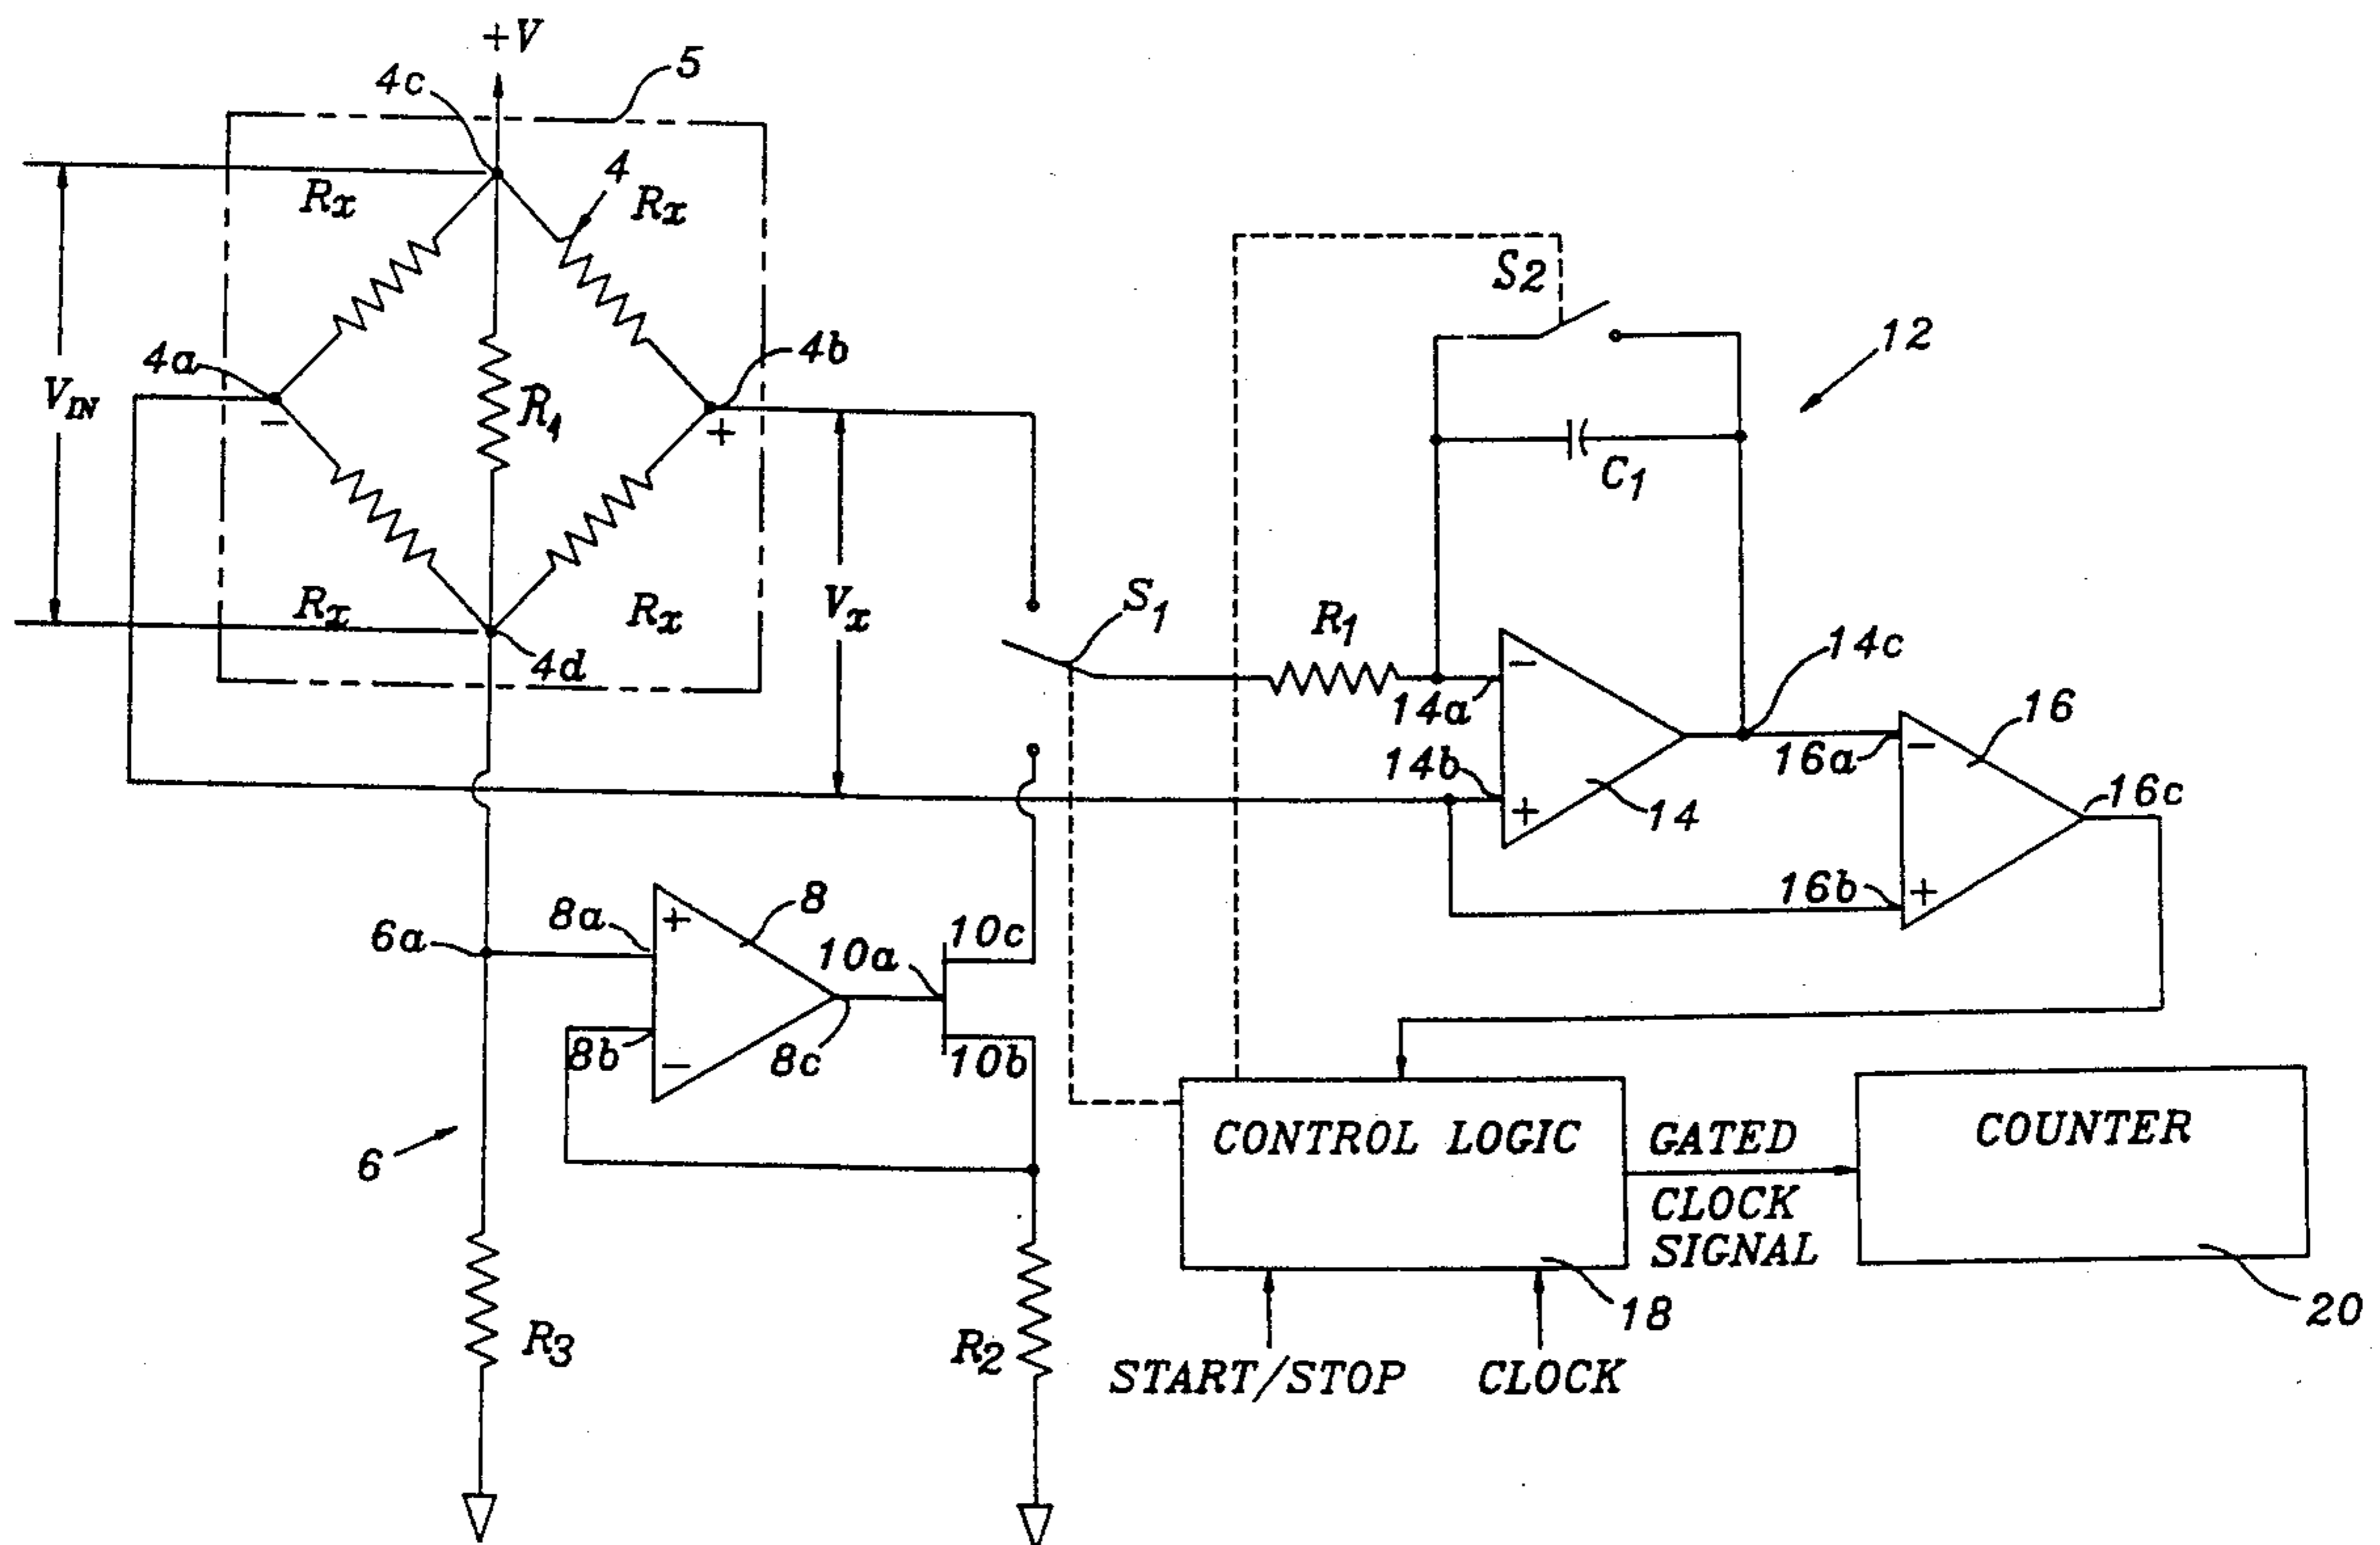 +V
4c
5
4
Rx
Rx
4a
4b
VIN
R1
−
+
Rx
Rx
4d
Vx
S1
S2
12
C1
R1
14a
−
14b
+
14
14c
16a
−
16
16b
+
16c
6a
8a
+
8
10a
10c
8b
−
8c
10b
6
R3
R2
CONTROL LOGIC
GATED
CLOCK
SIGNAL
COUNTER
18
20
START/STOP
CLOCK